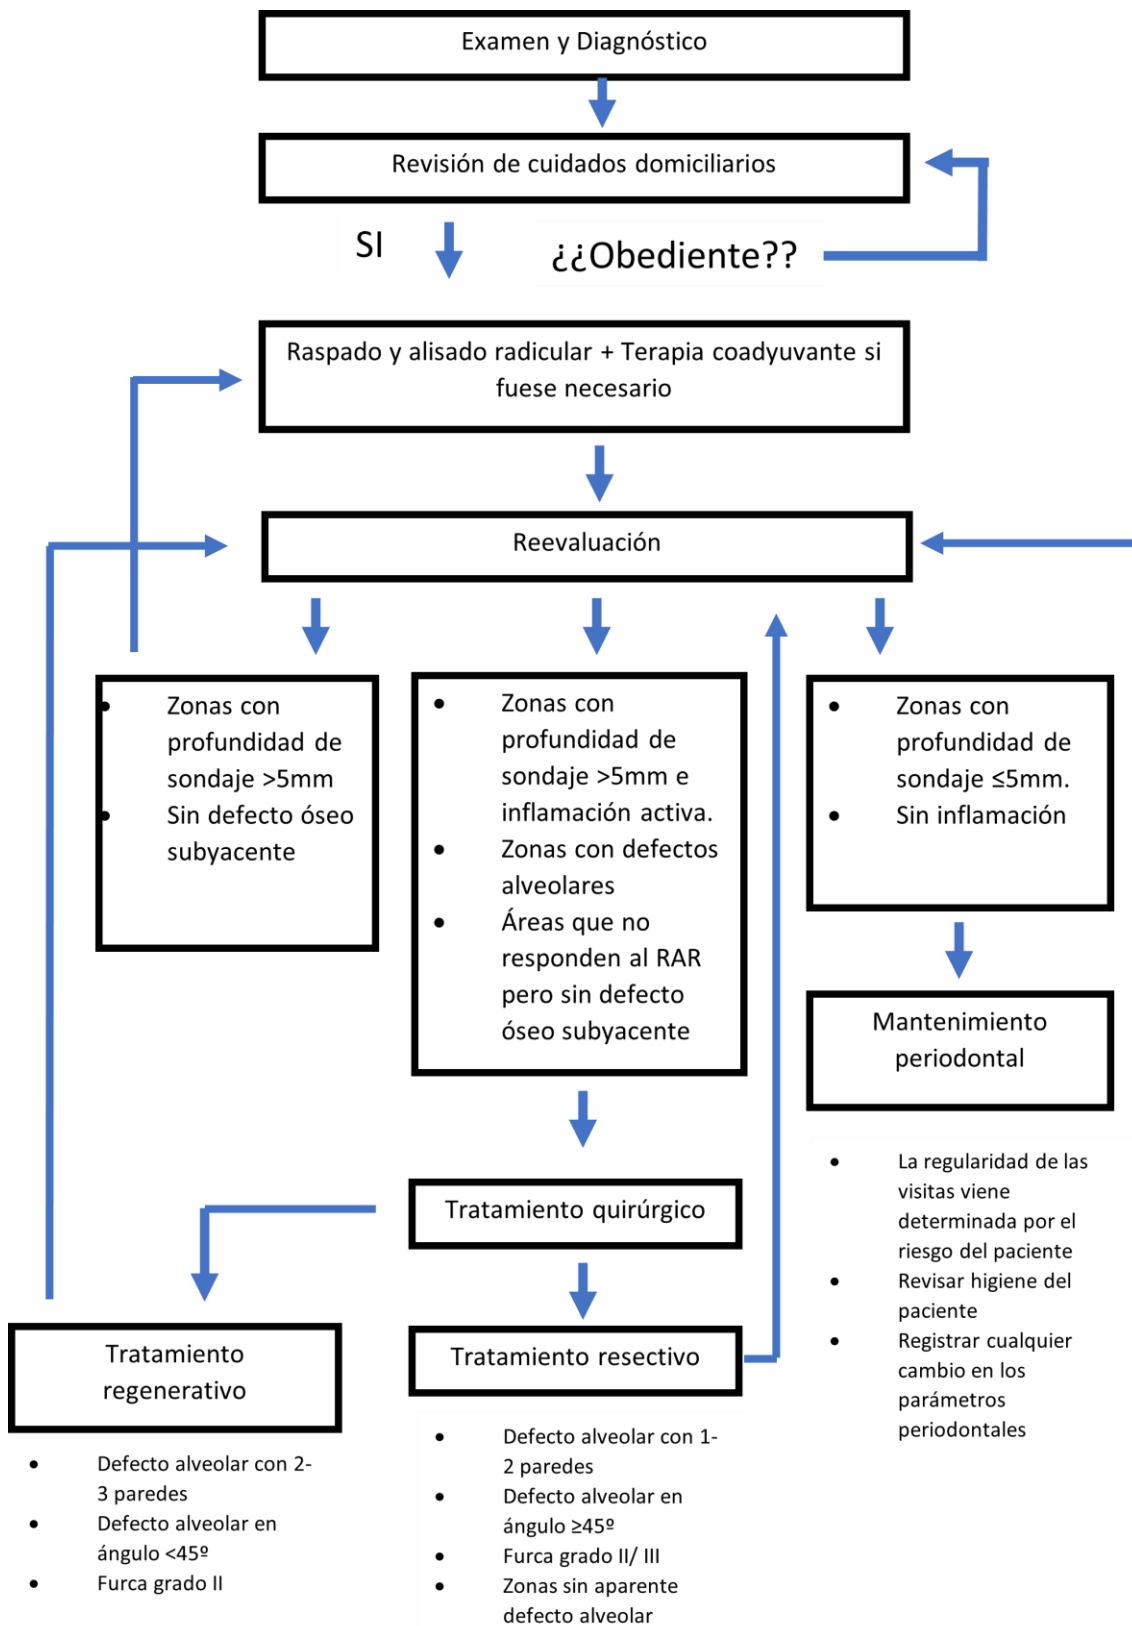 Examen y Diagnóstico
Revisión de cuidados domiciliarios
SI
¿¿Obediente??
Raspado y alisado radicular + Terapia coadyuvante si
fuese necesario
Reevaluación
• Zonas con
profundidad de
sondaje >5mm
• Sin defecto óseo
subyacente
• Zonas con
profundidad de
sondaje >5mm e
inflamación activa.
• Zonas con defectos
alveolares
• Áreas que no
responden al RAR
pero sin defecto
óseo subyacente
• Zonas con
profundidad de
sondaje ≤5mm.
• Sin inflamación
Mantenimiento
periodontal
• La regularidad de las
visitas viene
determinada por el
riesgo del paciente
• Revisar higiene del
paciente
• Registrar cualquier
cambio en los
parámetros
periodontales
Tratamiento quirúrgico
Tratamiento
regenerativo
• Defecto alveolar con 2-
3 paredes
• Defecto alveolar en
ángulo <45º
• Furca grado II
Tratamiento resectivo
• Defecto alveolar con 1-
2 paredes
• Defecto alveolar en
ángulo ≥45º
• Furca grado II/ III
• Zonas sin aparente
defecto alveolar